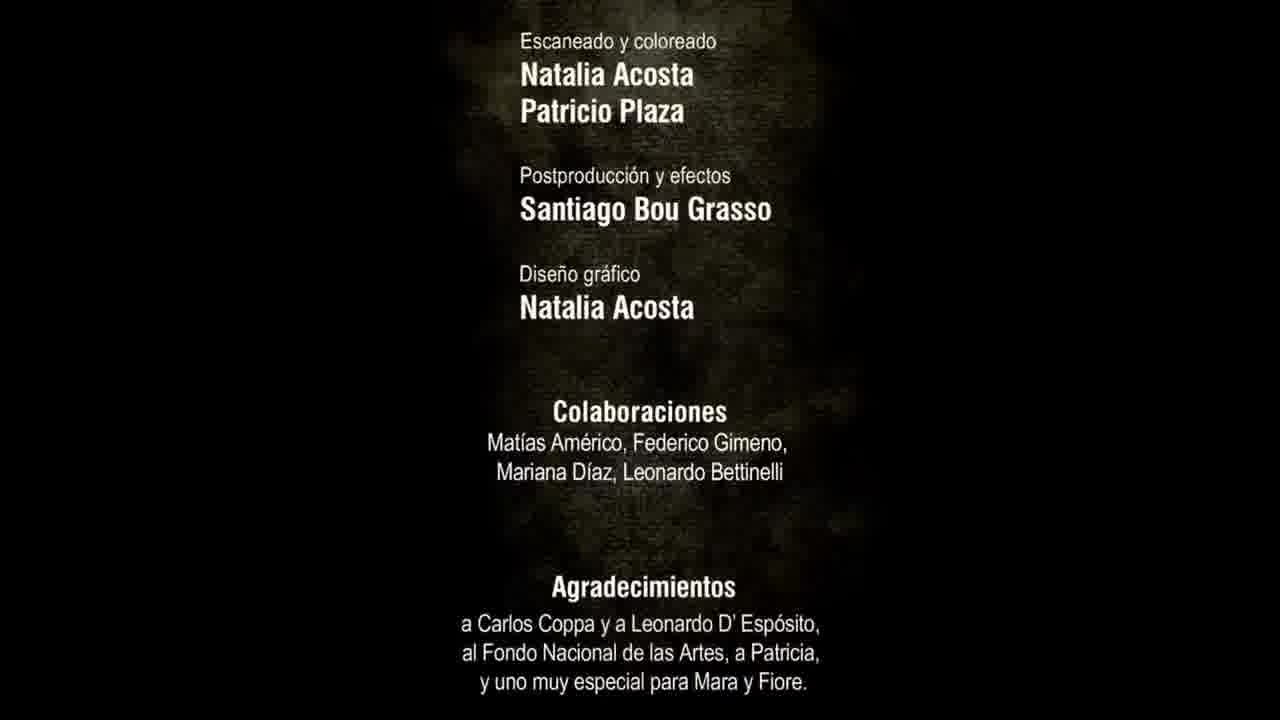 Escaneado y coloreado
Natalia Acosta
Patricio Plaza
Postproducción y efectos
Santiago Bou Grasso
Diseño gráfico
Natalia Acosta
Colaboraciones
Matías Américo, Federico Gimeno,
Mariana Díaz, Leonardo Bettinelli
Agradecimientos
a Carlos Coppa y a Leonardo D' Espósito,
al Fondo Nacional de las Artes, a Patricia,
y uno muy especial para Mara y Fiore.